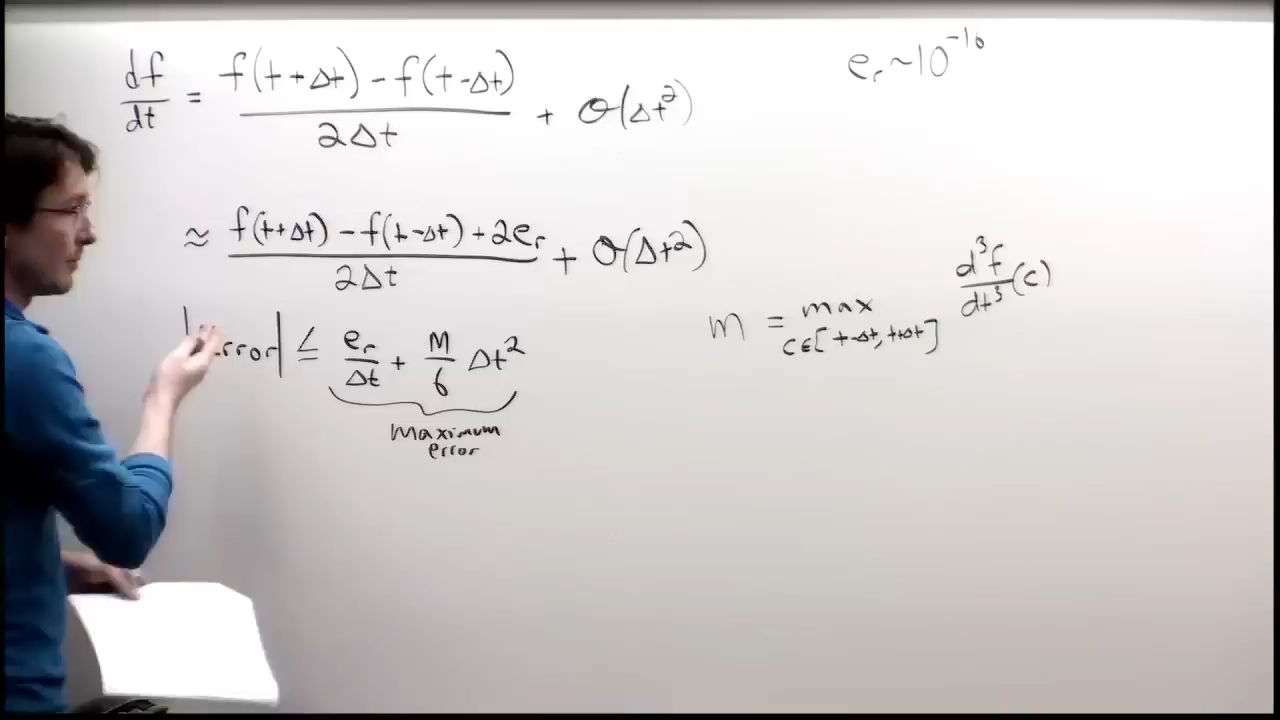 df/dt = (f(t+Δt) - f(t-Δt))/(2Δt) + O(Δt²)
e_r ~ 10^-16
≈ (f(t+Δt) - f(t-Δt) + 2e_r)/(2Δt) + O(Δt²)
|error| ≤ e_r/Δt + M/6 Δt²
Maximum
error
m = max_{c∈[t-Δt, t+Δt]} d³f/dt³ (c)